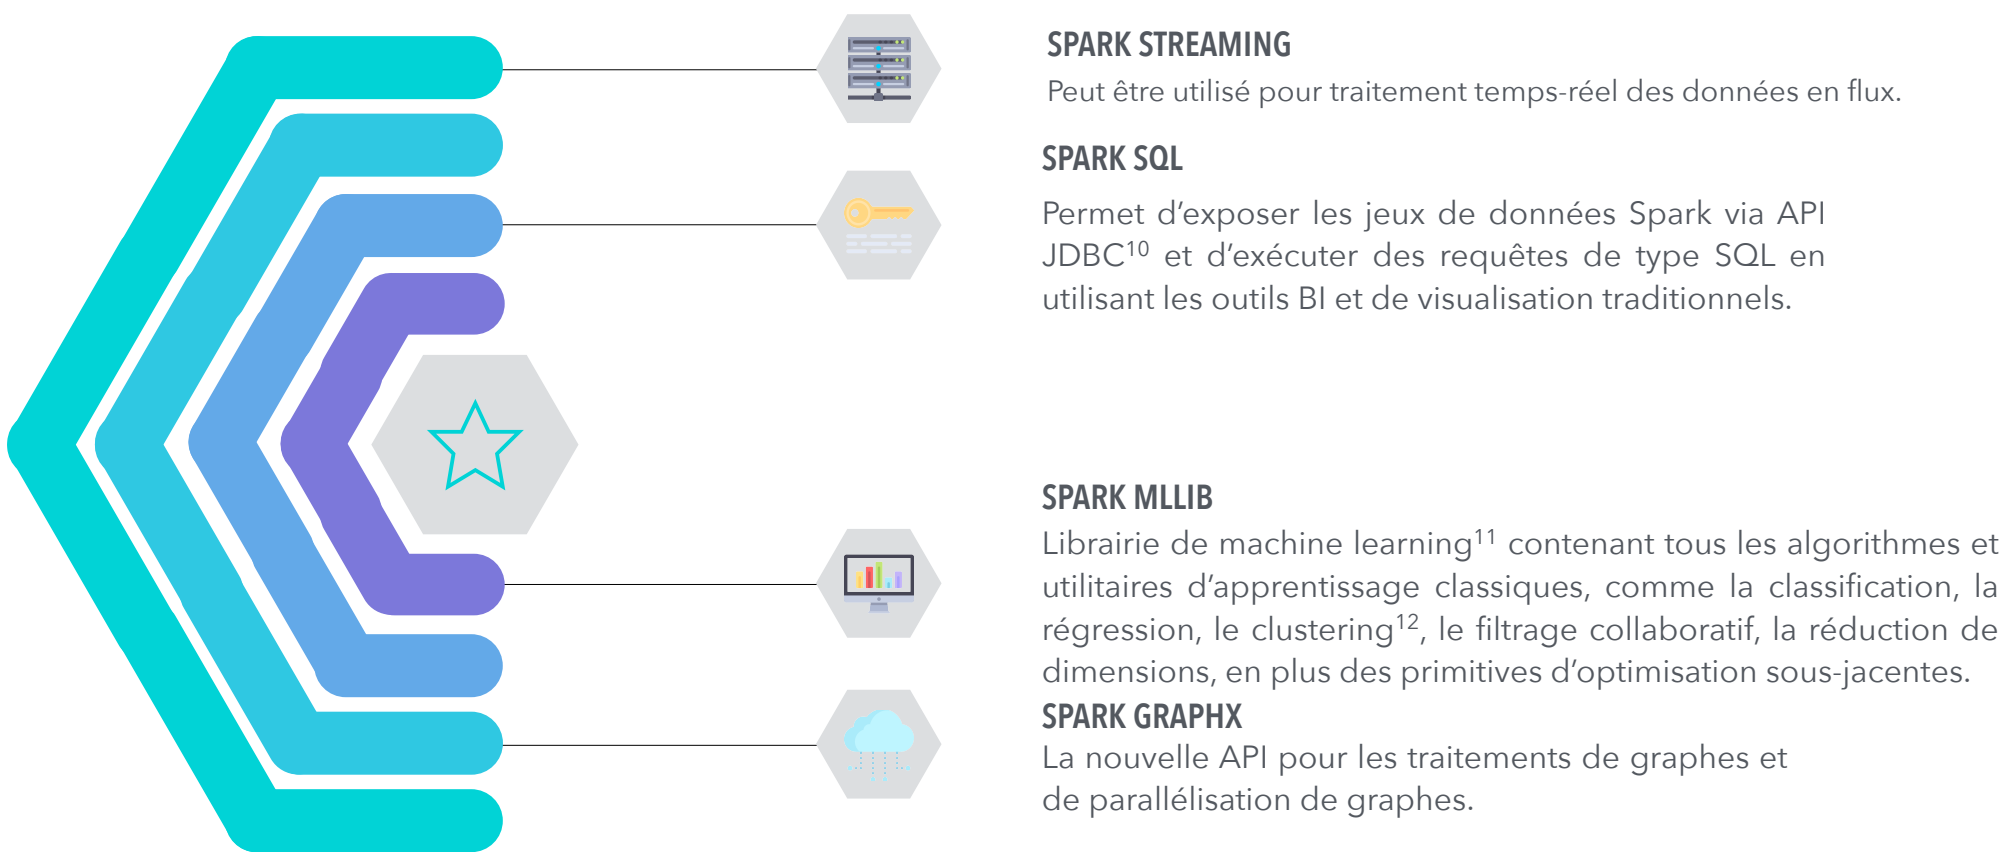 SPARK STREAMING
Peut être utilisé pour traitement temps-réel des données en flux.
SPARK SQL
Permet d’exposer les jeux de données Spark via API
JDBC¹⁰ et d’exécuter des requêtes de type SQL en
utilisant les outils BI et de visualisation traditionnels.
SPARK MLLIB
Librairie de machine learning¹¹ contenant tous les algorithmes et
utilitaires d’apprentissage classiques, comme la classification, la
régression, le clustering¹², le filtrage collaboratif, la réduction de
dimensions, en plus des primitives d’optimisation sous-jacentes.
SPARK GRAPHX
La nouvelle API pour les traitements de graphes et
de parallélisation de graphes.